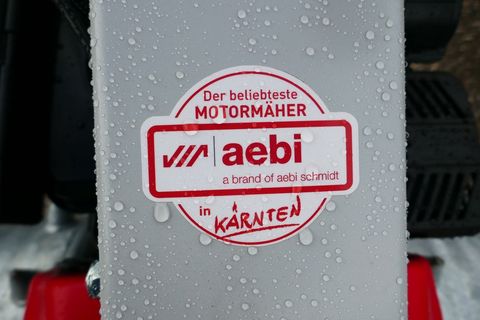 Der beliebteste
MOTORMÄHER
aebi
a brand of aebi schmidt
in KÄRNTEN